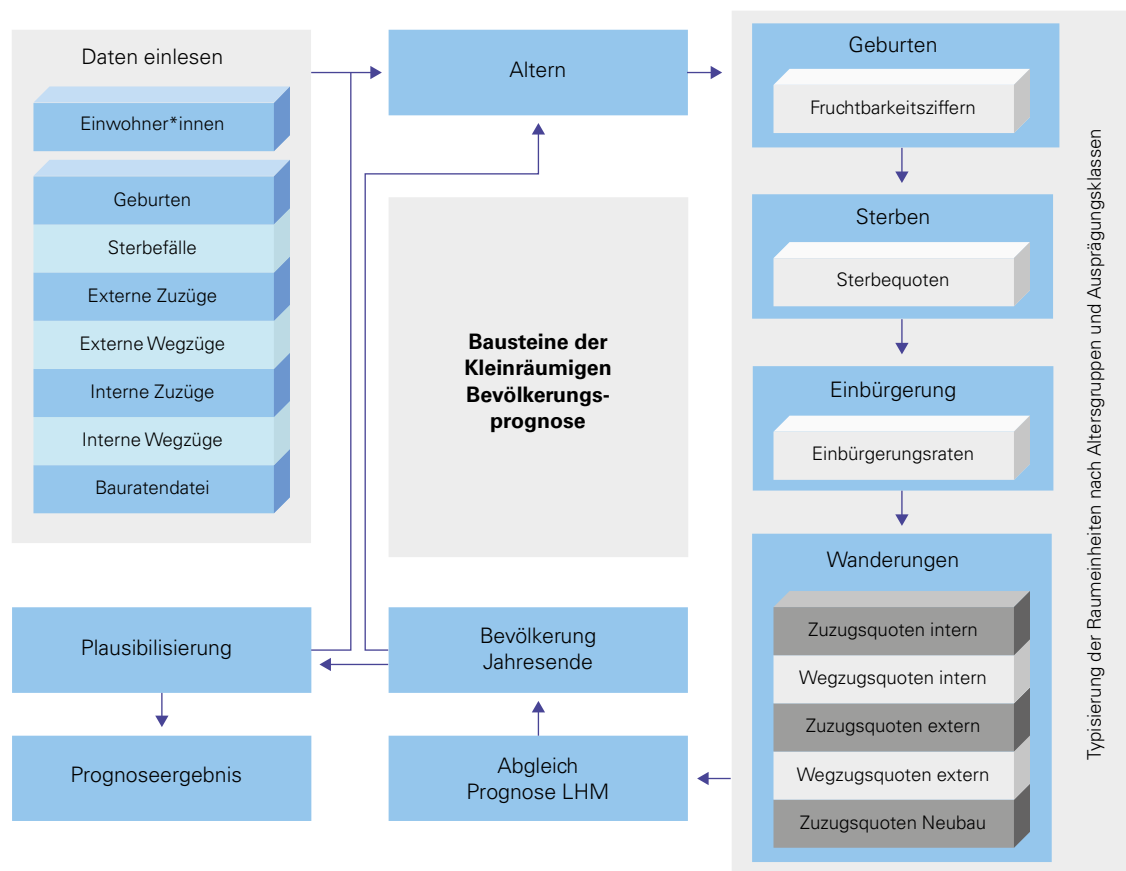 Daten einlesen
Einwohner*innen
Geburten
Sterbefälle
Externe Zuzüge
Externe Wegzüge
Interne Zuzüge
Interne Wegzüge
Bauratendatei
Altern
Bausteine der
Kleinräumigen
Bevölkerungs-
prognose
Geburten
Fruchtbarkeitsziffern
Sterben
Sterbequoten
Einbürgerung
Einbürgerungsraten
Wanderungen
Zuzugsquoten intern
Wegzugsquoten intern
Zuzugsquoten extern
Wegzugsquoten extern
Zuzugsquoten Neubau
Typisierung der Raumeinheiten nach Altersgruppen und Ausprägungsklassen
Abgleich
Prognose LHM
Bevölkerung
Jahresende
Plausibilisierung
Prognoseergebnis